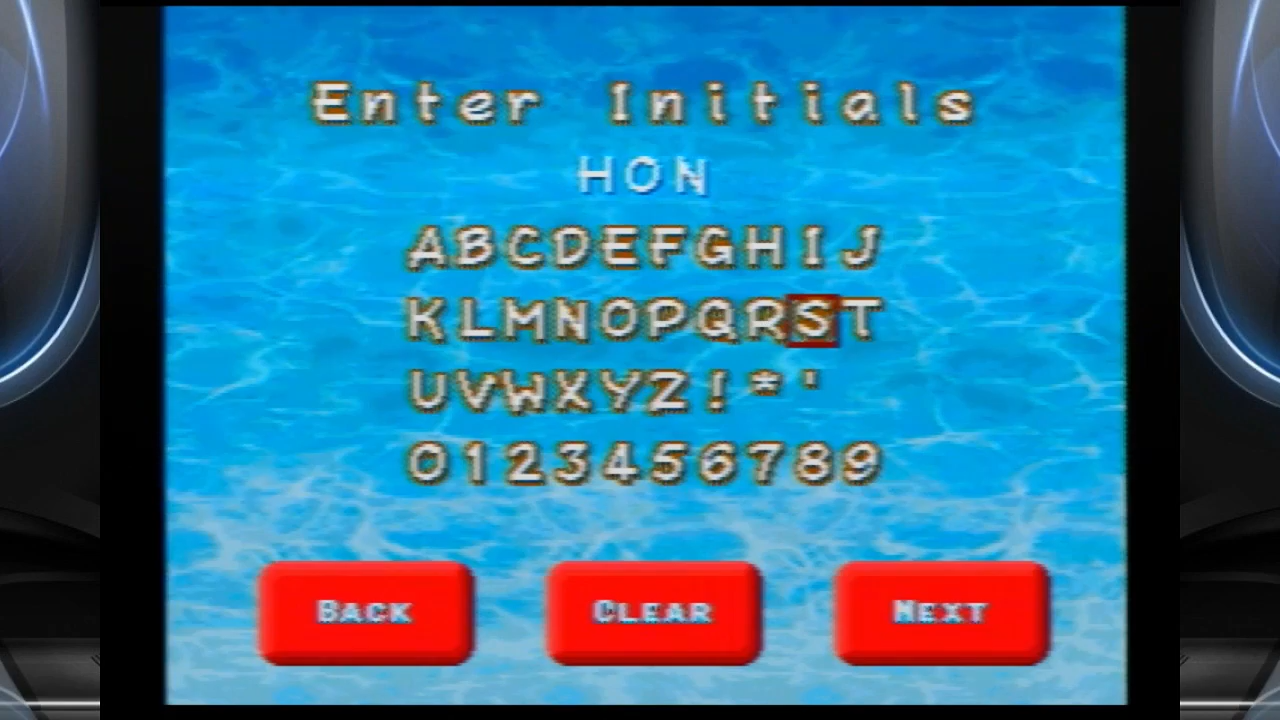 Enter Initials
HON
ABCDEFGHIJ
KLMNOPQRST
UVWXYZ!*'
0123456789
BACK CLEAR NEXT